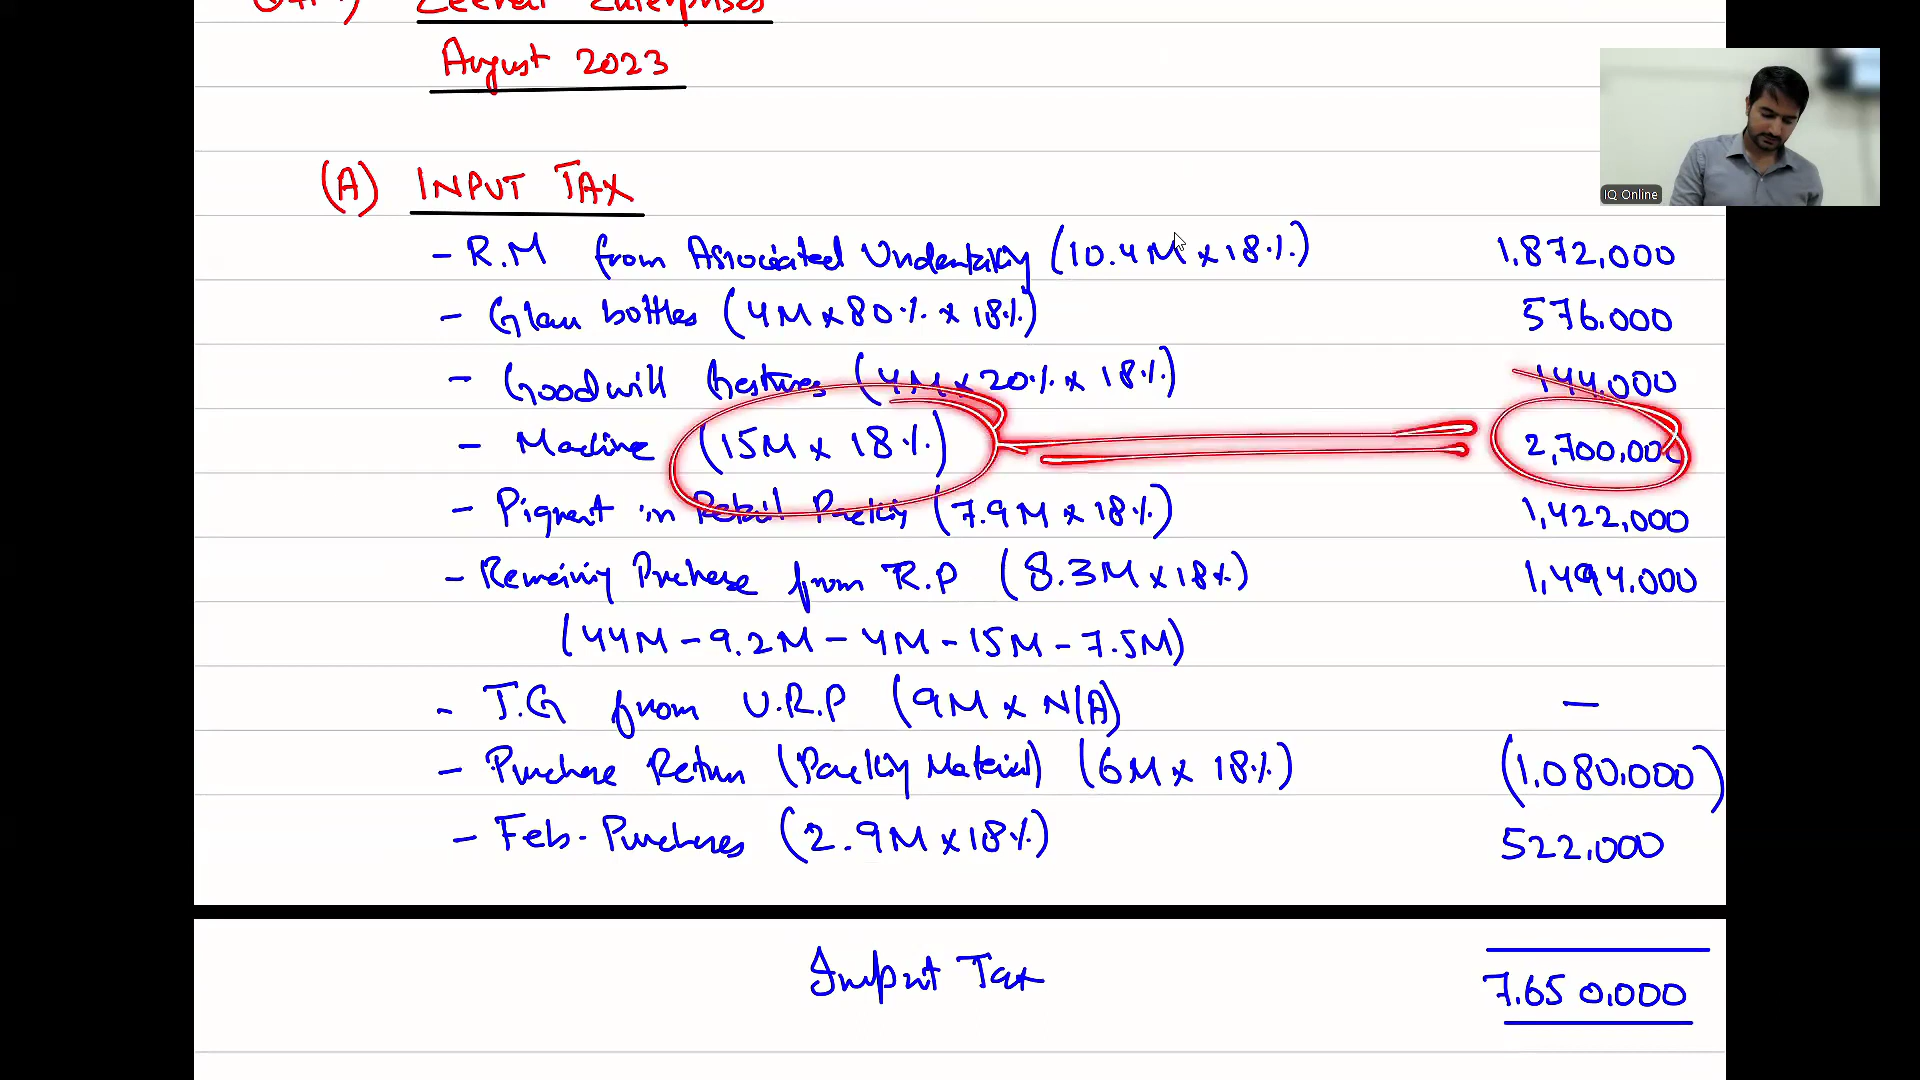 Enterprises
August 2023
IQ Online
(A) INPUT TAX
- R.M from Associated Undertaking (10.4M x 18%) 1,872,000
- Glass bottles (4M x 80% x 18%) 576,000
- Goodwill Gestures (4M x 20% x 18%) 144,000
- Machine (15M x 18%) 2,700,000
- Pigment in Retail Packing (7.9M x 18%) 1,422,000
- Remaining Purchase from R.P (8.3M x 18%) 1,494,000
(44M - 9.2M - 4M - 15M - 7.5M)
- T.G from U.R.P (9M x N/A) —
- Purchase Return (Packing Material) (6M x 18%) (1,080,000)
- Feb. Purchases (2.9M x 18%) 522,000
Input Tax 7,650,000